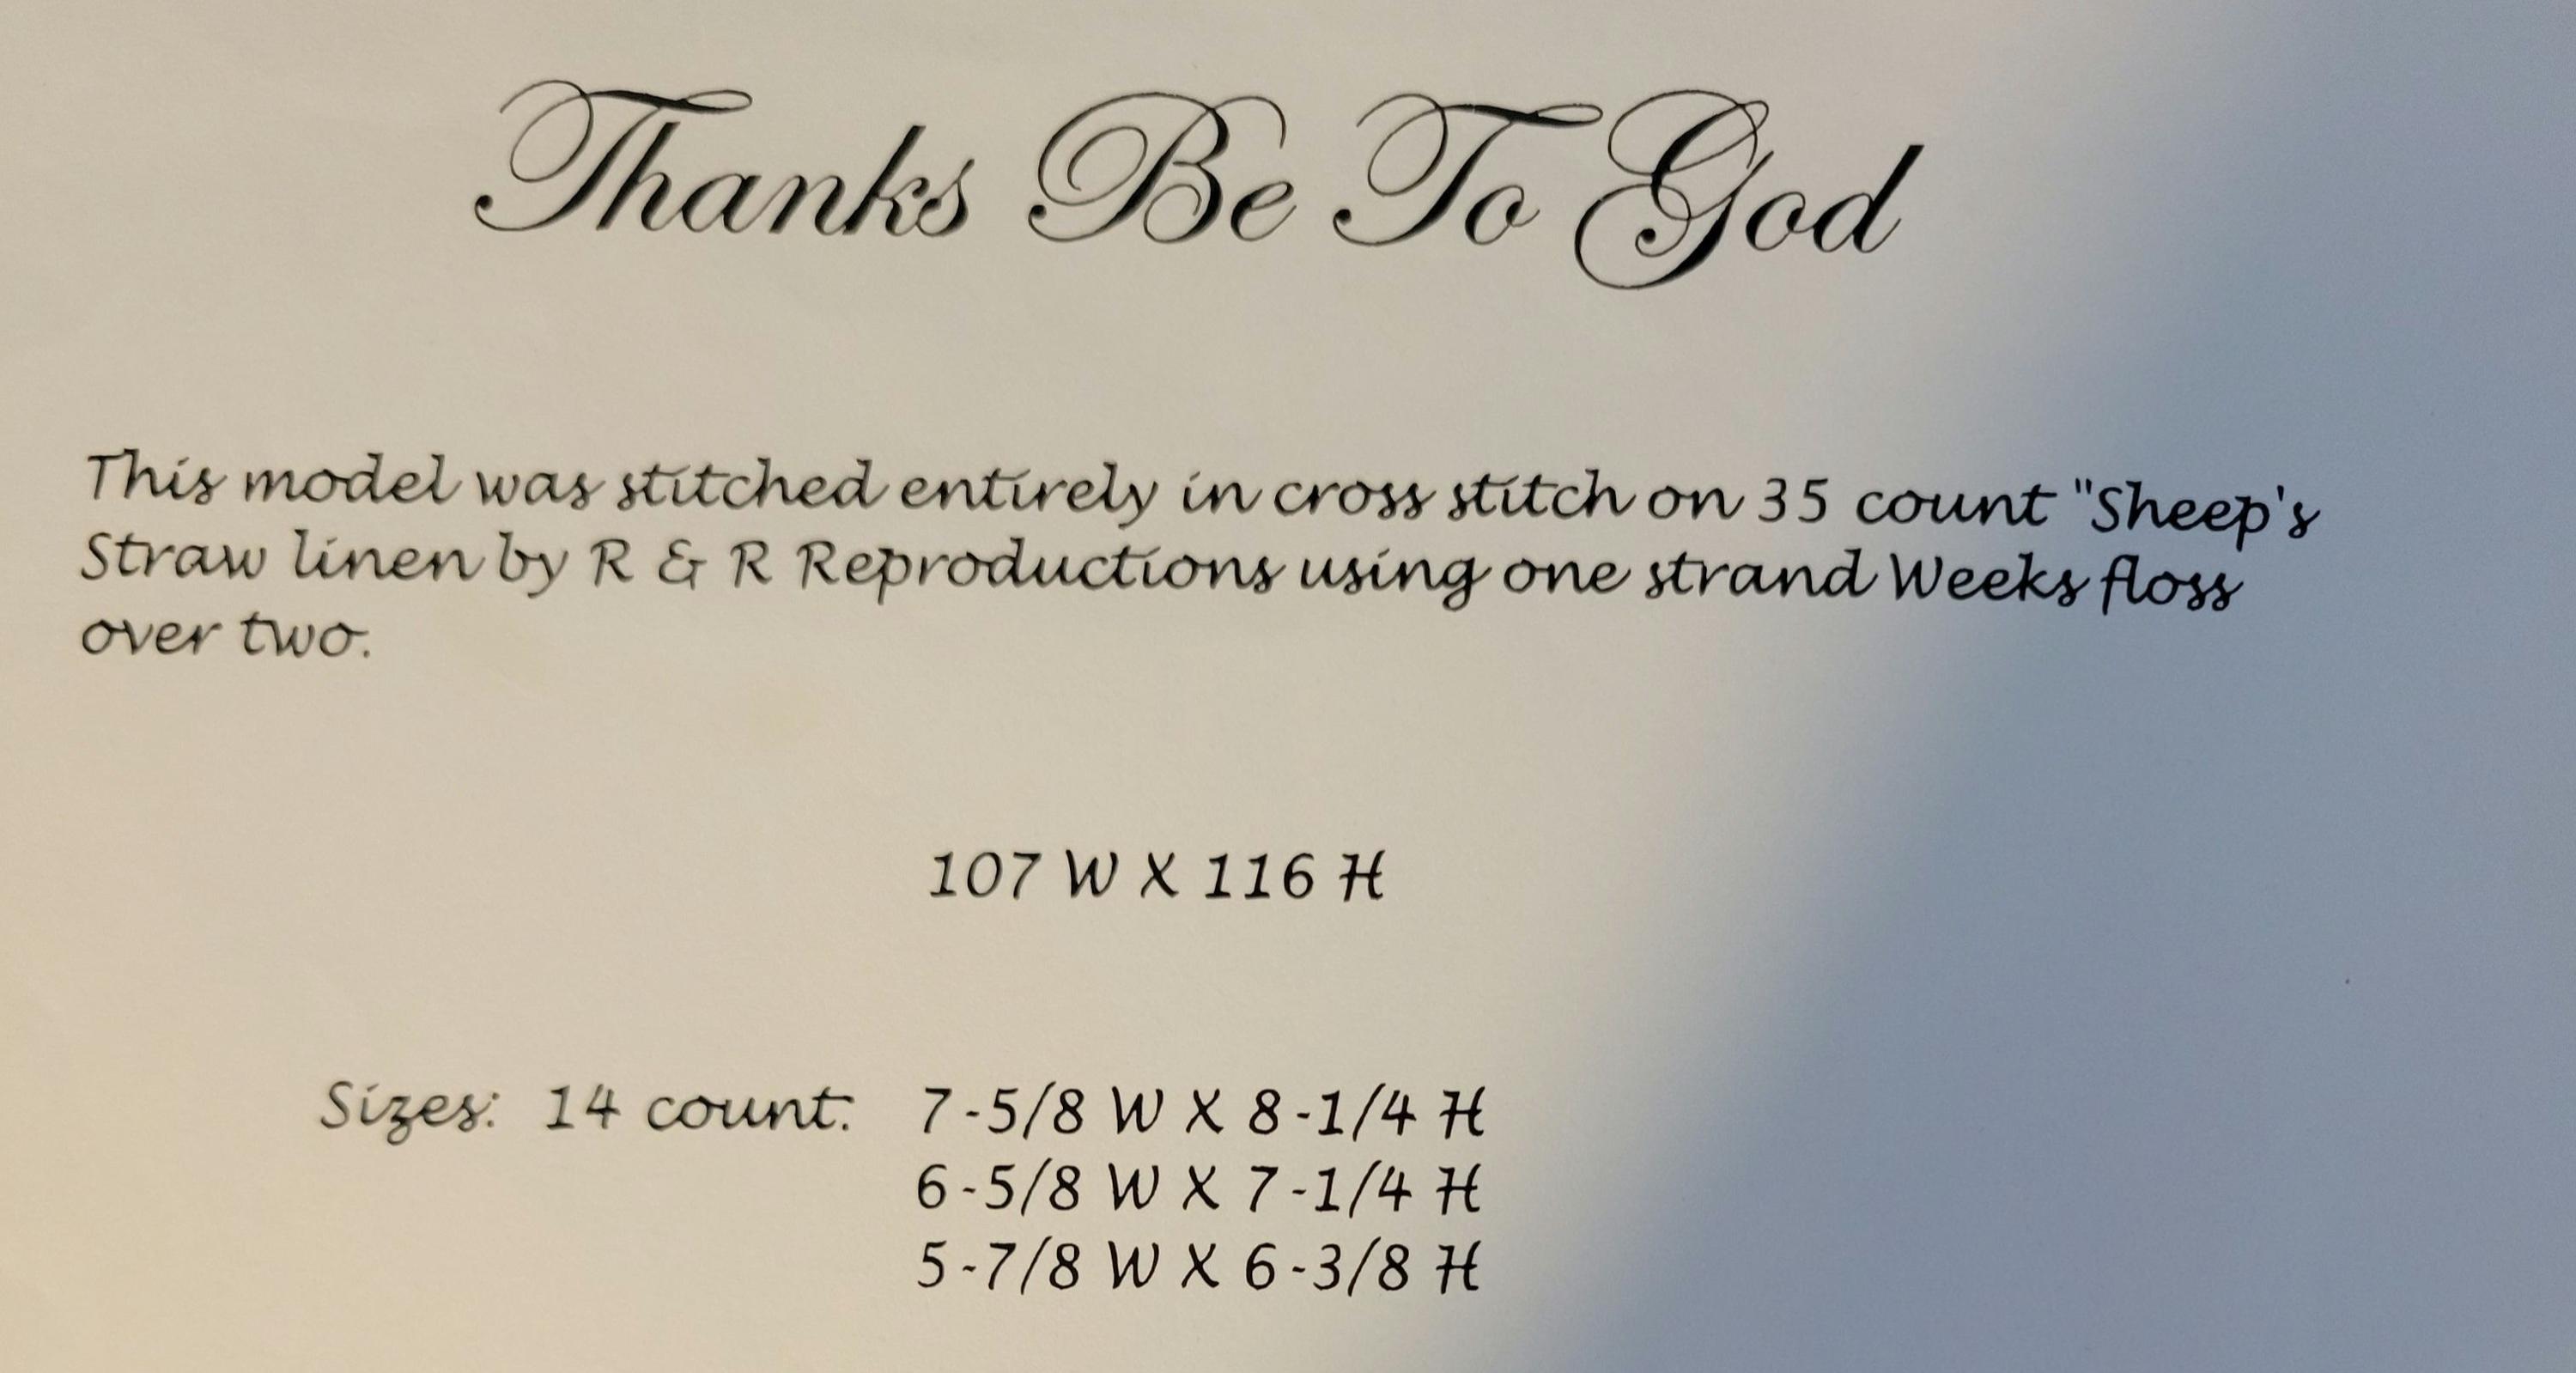 Thanks Be To God
This model was stitched entirely in cross stitch on 35 count "Sheep's
Straw linen by R & R Reproductions using one strand Weeks floss
over two.
107 W X 116 H
Sizes: 14 count: 7-5/8 W X 8-1/4 H
6-5/8 W X 7-1/4 H
5-7/8 W X 6-3/8 H